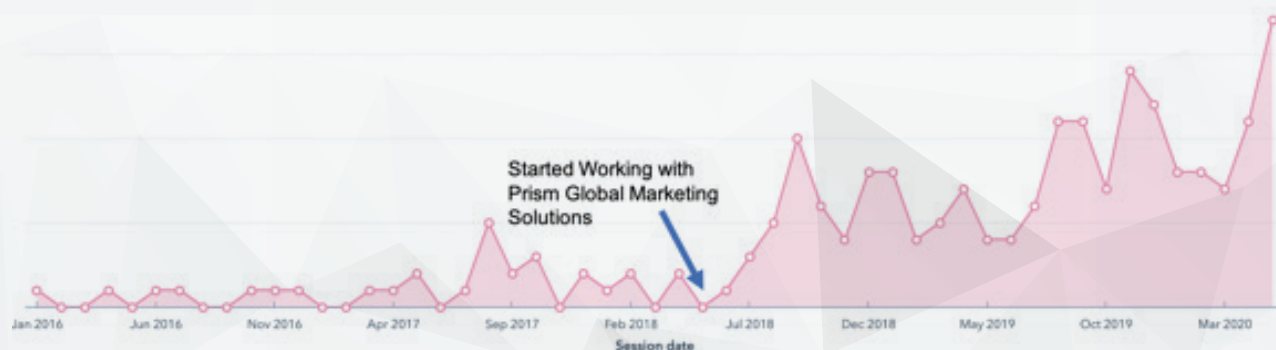 Started Working with
Prism Global Marketing
Solutions
Jan 2016 Jun 2016 Nov 2016 Apr 2017 Sep 2017 Feb 2018 Jul 2018 Dec 2018 May 2019 Oct 2019 Mar 2020
Session date